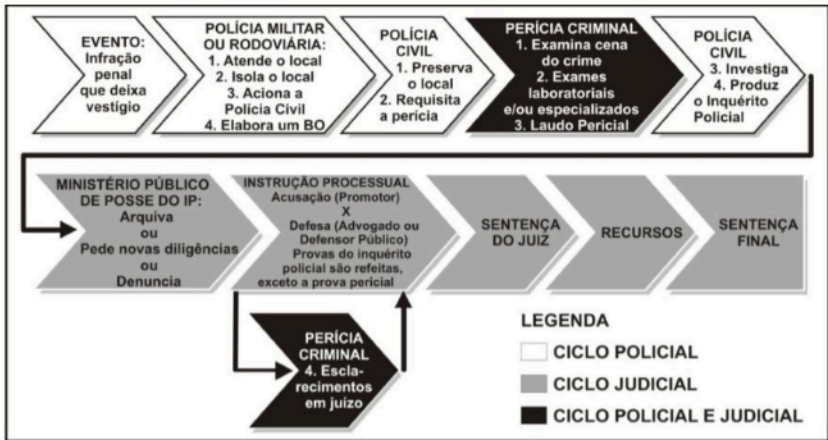 EVENTO:
Infração
penal
que deixa
vestígio
POLÍCIA MILITAR
OU RODOVIÁRIA:
1. Atende o local
2. Isola o local
3. Aciona a
Polícia Civil
4. Elabora um BO
POLÍCIA
CIVIL
1. Preserva
o local
2. Requisita
a perícia
PERÍCIA CRIMINAL
1. Examina cena
do crime
2. Exames
laboratoriais
e/ou especializados
3. Laudo Pericial
POLÍCIA
CIVIL
3. Investiga
4. Produz
o Inquérito
Policial
MINISTÉRIO PÚBLICO
DE POSSE DO IP:
Arquiva
ou
Pede novas diligências
ou
Denuncia
INSTRUÇÃO PROCESSUAL
Acusação (Promotor)
X
Defesa (Advogado ou
Defensor Público)
Provas do inquérito
policial são refeitas,
exceto a prova pericial
SENTENÇA
DO JUIZ
RECURSOS
SENTENÇA
FINAL
PERÍCIA
CRIMINAL
4. Escla-
recimentos
em juízo
LEGENDA
CICLO POLICIAL
CICLO JUDICIAL
CICLO POLICIAL E JUDICIAL